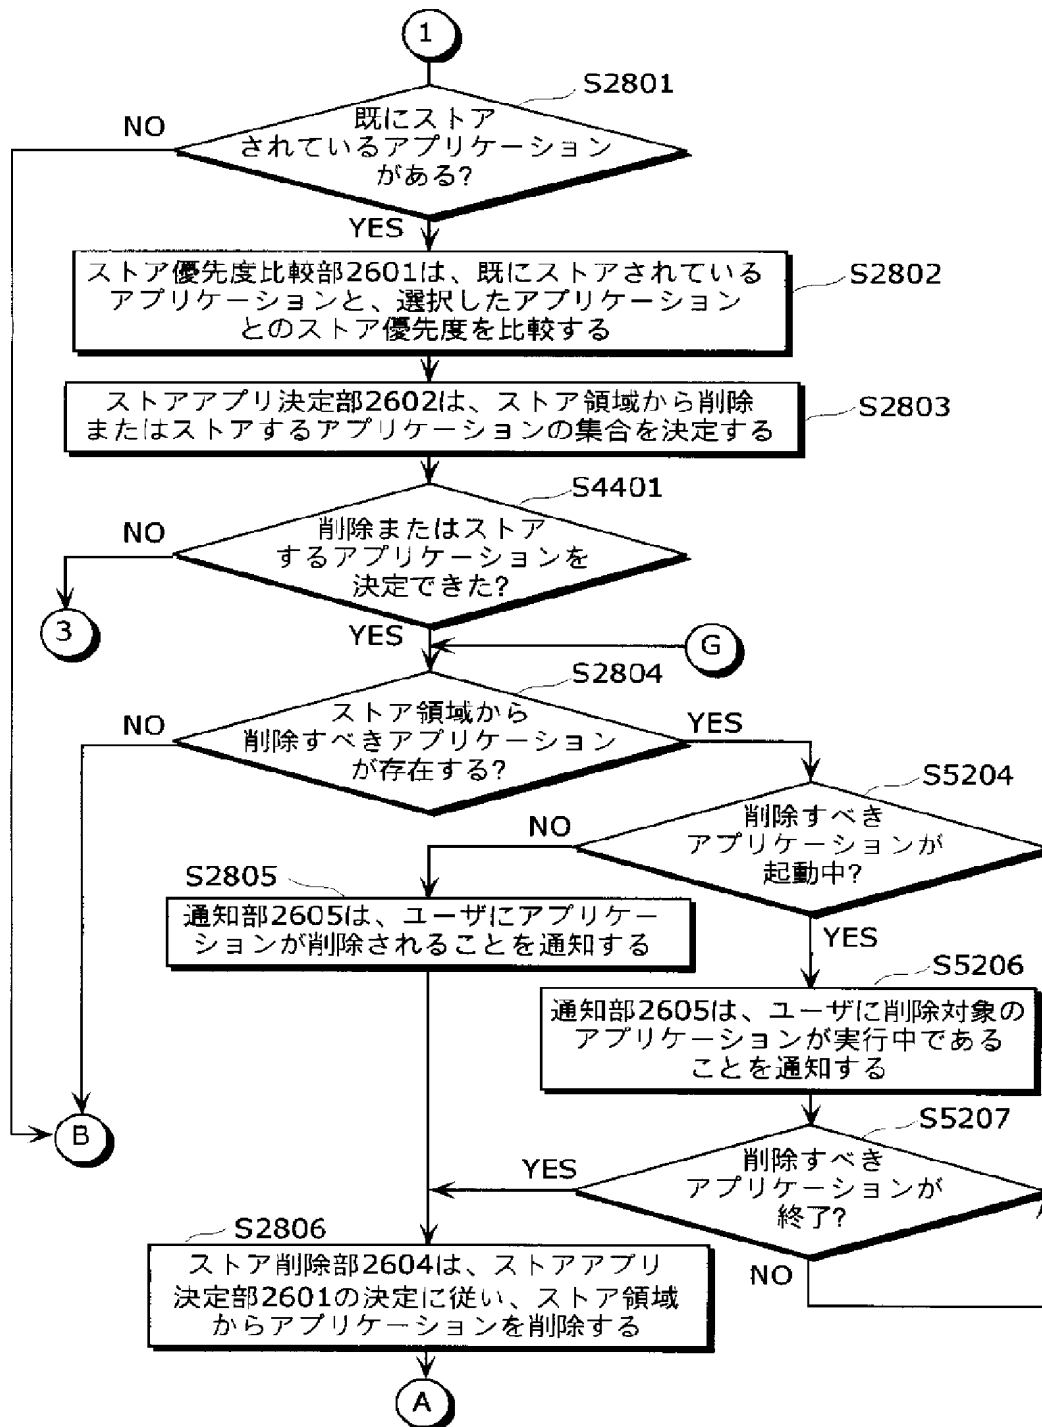 1
S2801
NO
既にストア
されているアプリケーション
がある?
YES
ストア優先度比較部2601は、既にストアされている
アプリケーションと、選択したアプリケーション
とのストア優先度を比較する
S2802
ストアアプリ決定部2602は、ストア領域から削除
またはストアするアプリケーションの集合を決定する
S2803
S4401
NO
削除またはストア
するアプリケーションを
決定できた?
3
YES
G
S2804
NO
ストア領域から
削除すべきアプリケーション
が存在する?
YES
S5204
NO
削除すべき
アプリケーションが
起動中?
S2805
通知部2605は、ユーザにアプリケー
ションが削除されることを通知する
YES
S5206
通知部2605は、ユーザに削除対象の
アプリケーションが実行中である
ことを通知する
B
S5207
YES
削除すべき
アプリケーションが
終了?
NO
S2806
ストア削除部2604は、ストアアプリ
決定部2601の決定に従い、ストア領域
からアプリケーションを削除する
A